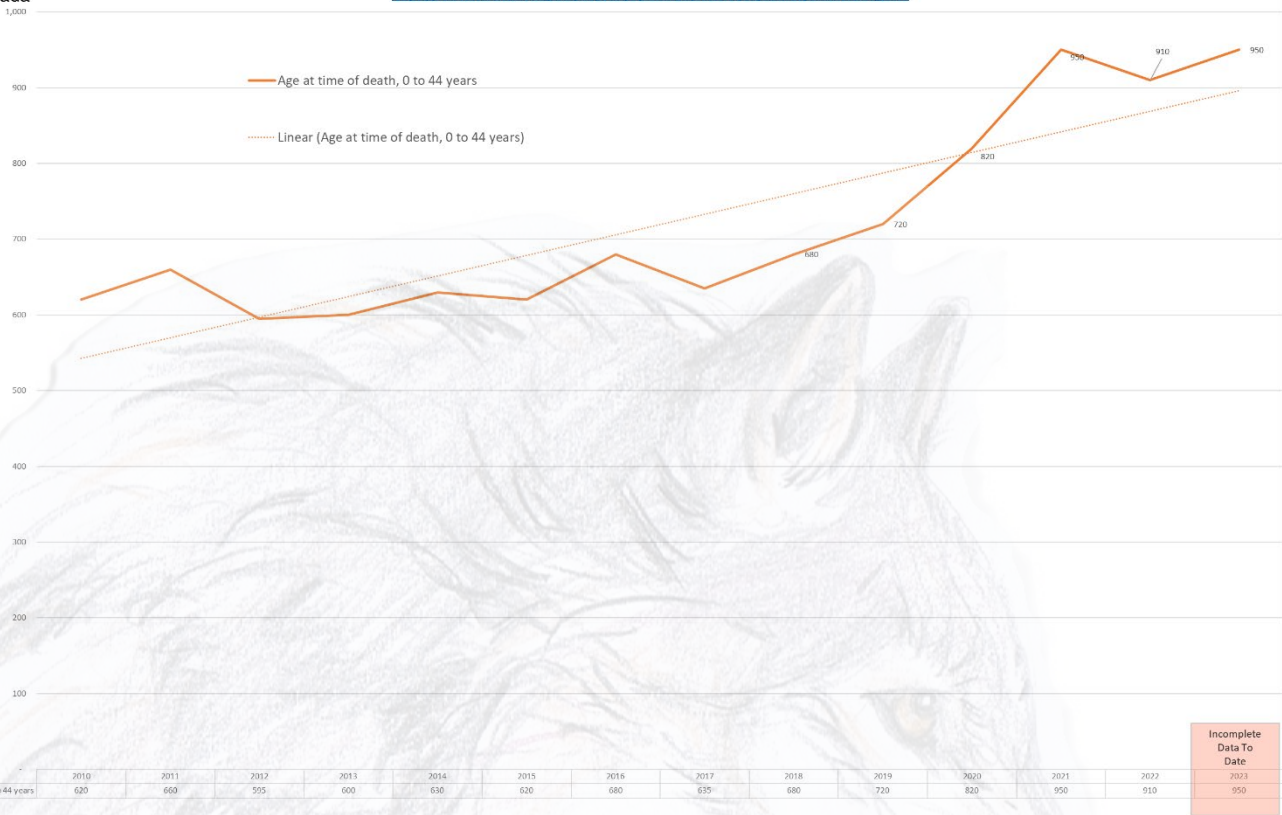 1,000
Age at time of death, 0 to 44 years
Linear (Age at time of death, 0 to 44 years)
900
800
700
600
500
400
300
200
100
-
950
910
950
820
720
680
Incomplete
Data To
Date
2010 2011 2012 2013 2014 2015 2016 2017 2018 2019 2020 2021 2022 2023
44 years 620 660 595 600 630 620 680 635 680 720 820 950 910 950